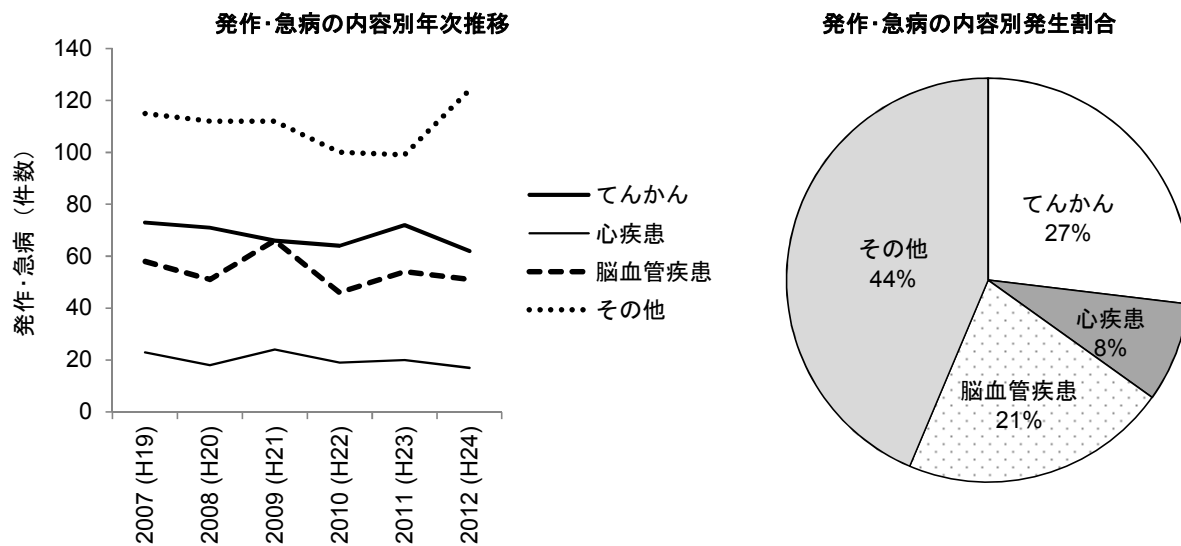 発作・急病の内容別年次推移
140
120
100
80
60
40
20
0
発作・急病（件数）
2007 (H19)
2008 (H20)
2009 (H21)
2010 (H22)
2011 (H23)
2012 (H24)
てんかん
心疾患
脳血管疾患
その他
発作・急病の内容別発生割合
てんかん
27%
心疾患
8%
脳血管疾患
21%
その他
44%